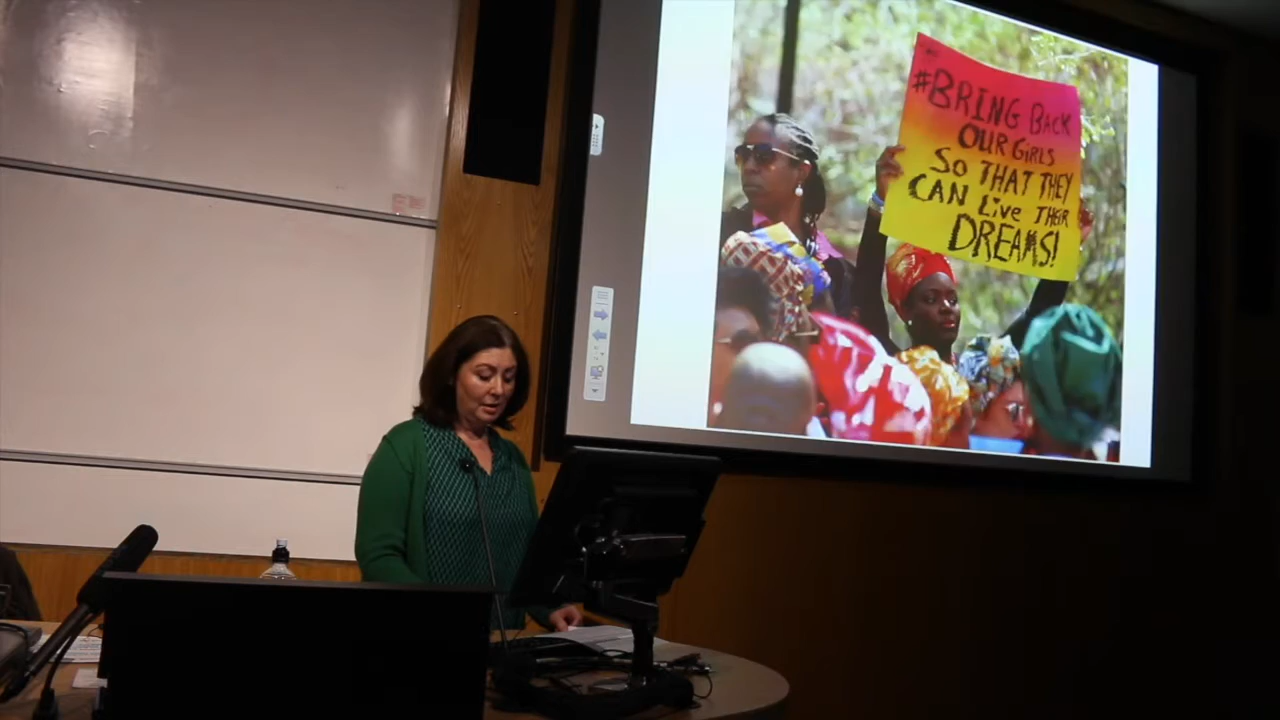 #BRING BACK
OUR GiRLS
SO THAT THEY
CAN LivE THEIR
DREAMS!